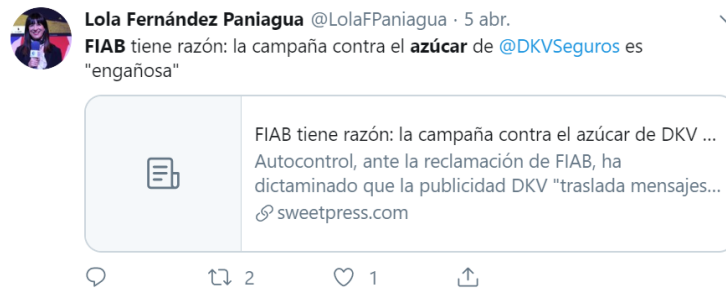 Lola Fernández Paniagua @LolaFPaniagua · 5 abr.
FIAB tiene razón: la campaña contra el azúcar de @DKVSeguros es
"engañosa"
FIAB tiene razón: la campaña contra el azúcar de DKV ...
Autocontrol, ante la reclamación de FIAB, ha
dictaminado que la publicidad DKV "traslada mensajes...
sweetpress.com
2 1